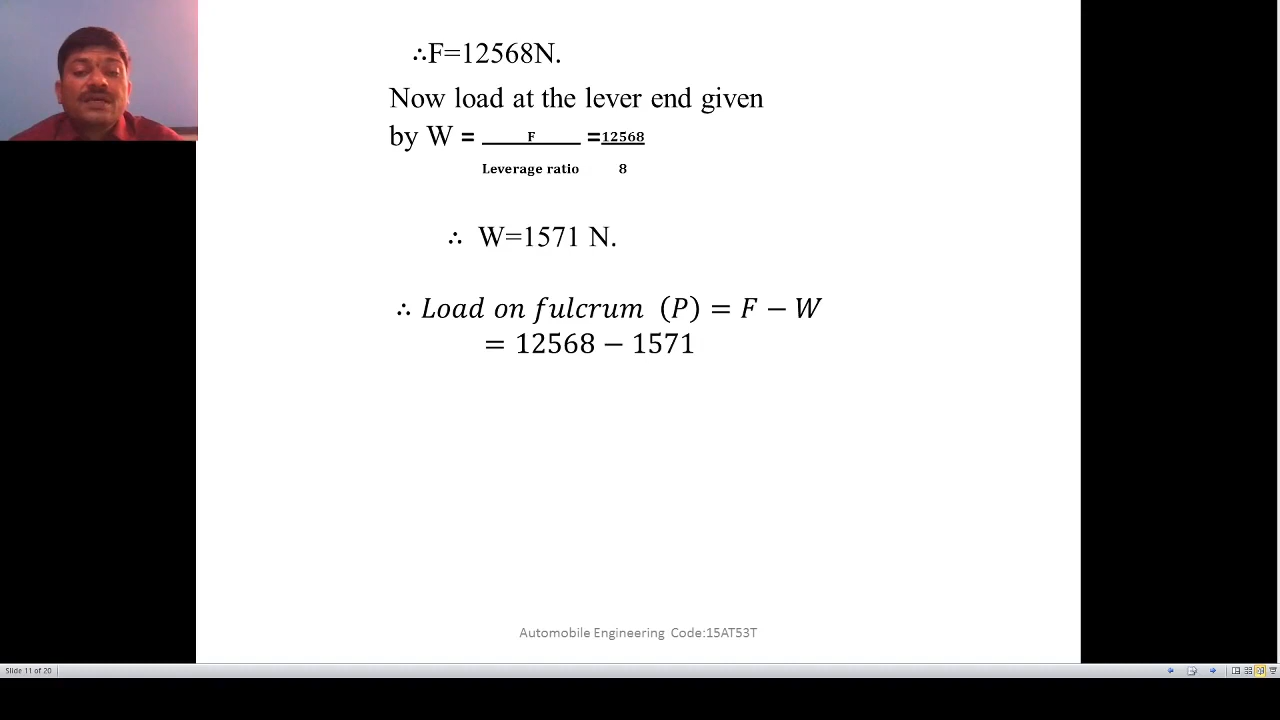 ∴F=12568N.
Now load at the lever end given
by W = F =12568
Leverage ratio 8
∴ W=1571 N.
∴ Load on fulcrum (P) = F − W
= 12568 − 1571
Automobile Engineering Code:15AT53T
Slide 11 of 20